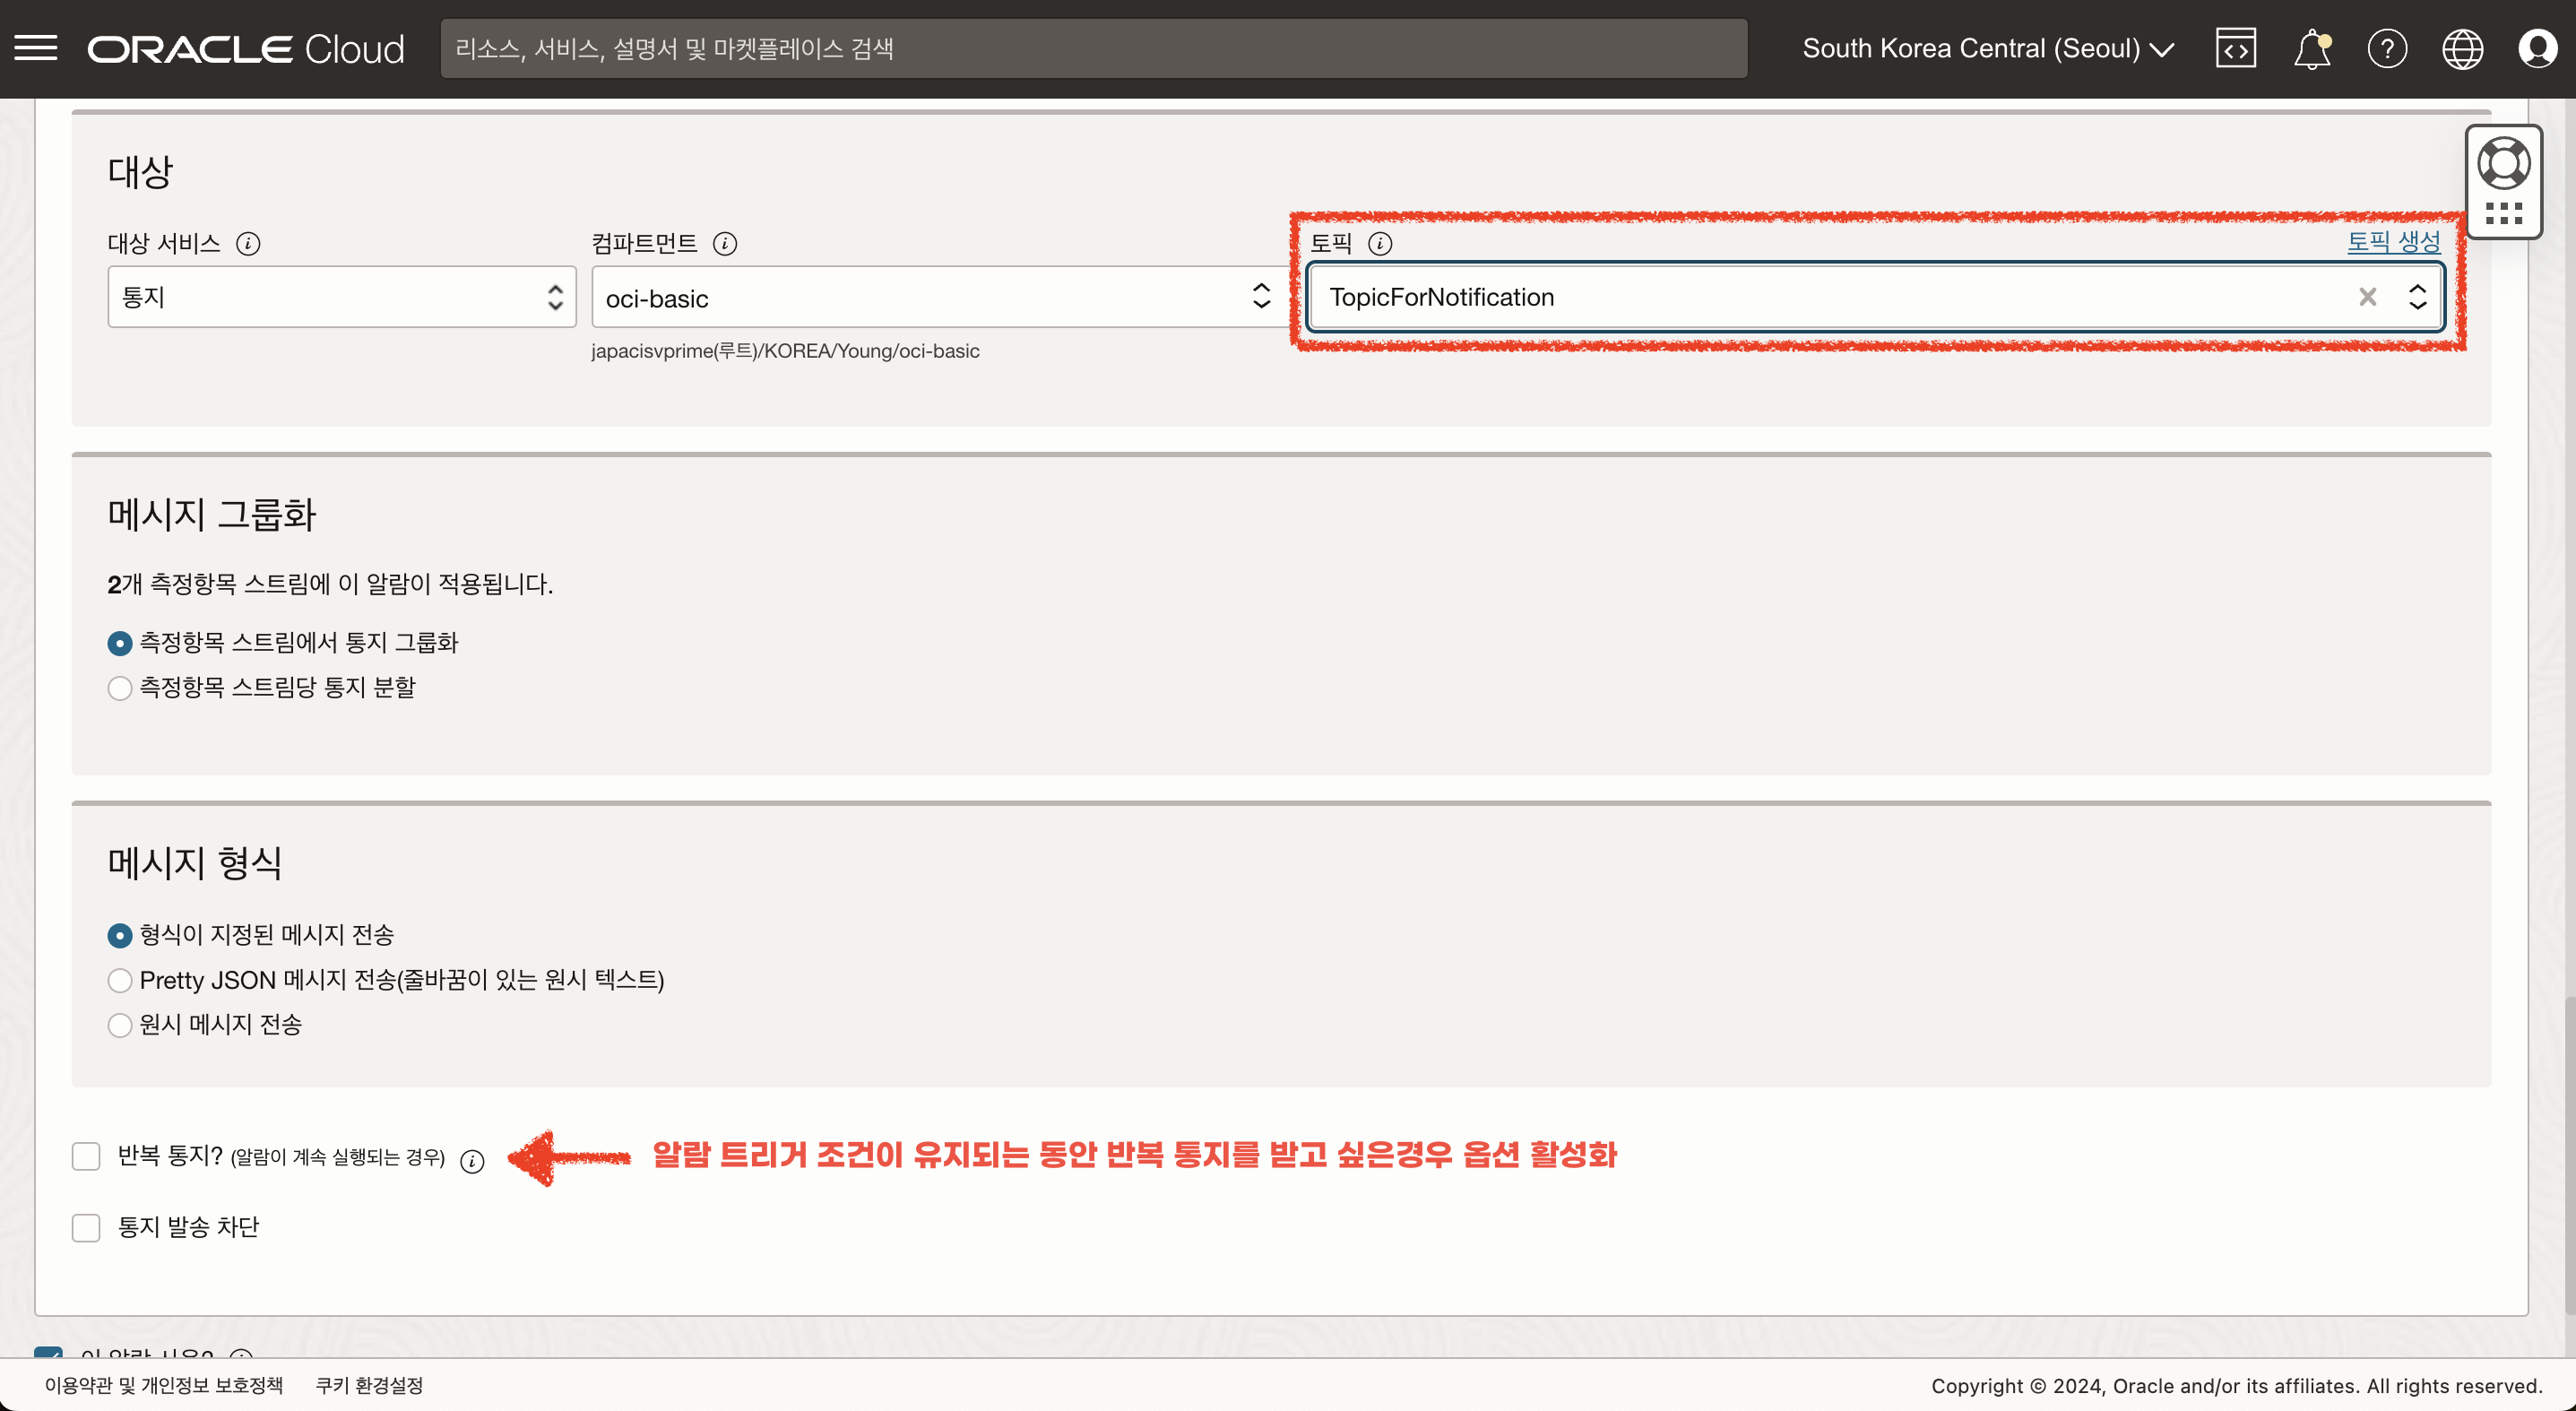 ORACLE Cloud
리소스, 서비스, 설명서 및 마켓플레이스 검색
South Korea Central (Seoul)
대상
대상 서비스
컴파트먼트
토픽
토픽 생성
통지
oci-basic
TopicForNotification
japacisvprime(루트)/KOREA/Young/oci-basic
메시지 그룹화
2개 측정항목 스트림에 이 알람이 적용됩니다.
측정항목 스트림에서 통지 그룹화
측정항목 스트림당 통지 분할
메시지 형식
형식이 지정된 메시지 전송
Pretty JSON 메시지 전송(줄바꿈이 있는 원시 텍스트)
원시 메시지 전송
반복 통지? (알람이 계속 실행되는 경우)
알람 트리거 조건이 유지되는 동안 반복 통지를 받고 싶은경우 옵션 활성화
통지 발송 차단
이 알람 사용?
이용약관 및 개인정보 보호정책
쿠키 환경설정
Copyright © 2024, Oracle and/or its affiliates. All rights reserved.